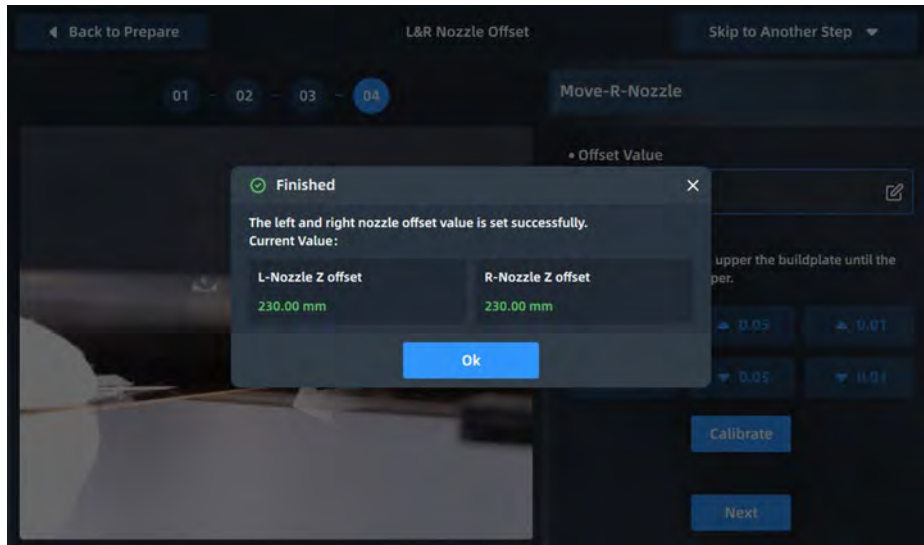 Back to Prepare
L&R Nozzle Offset
Skip to Another Step
01 - 02 - 03 - 04
Move-R-Nozzle
• Offset Value
Finished
The left and right nozzle offset value is set successfully.
Current Value:
L-Nozzle Z offset
R-Nozzle Z offset
230.00 mm
230.00 mm
Ok
upper the buildplate until the
per.
0.05
0.01
0.05
0.01
Calibrate
Next